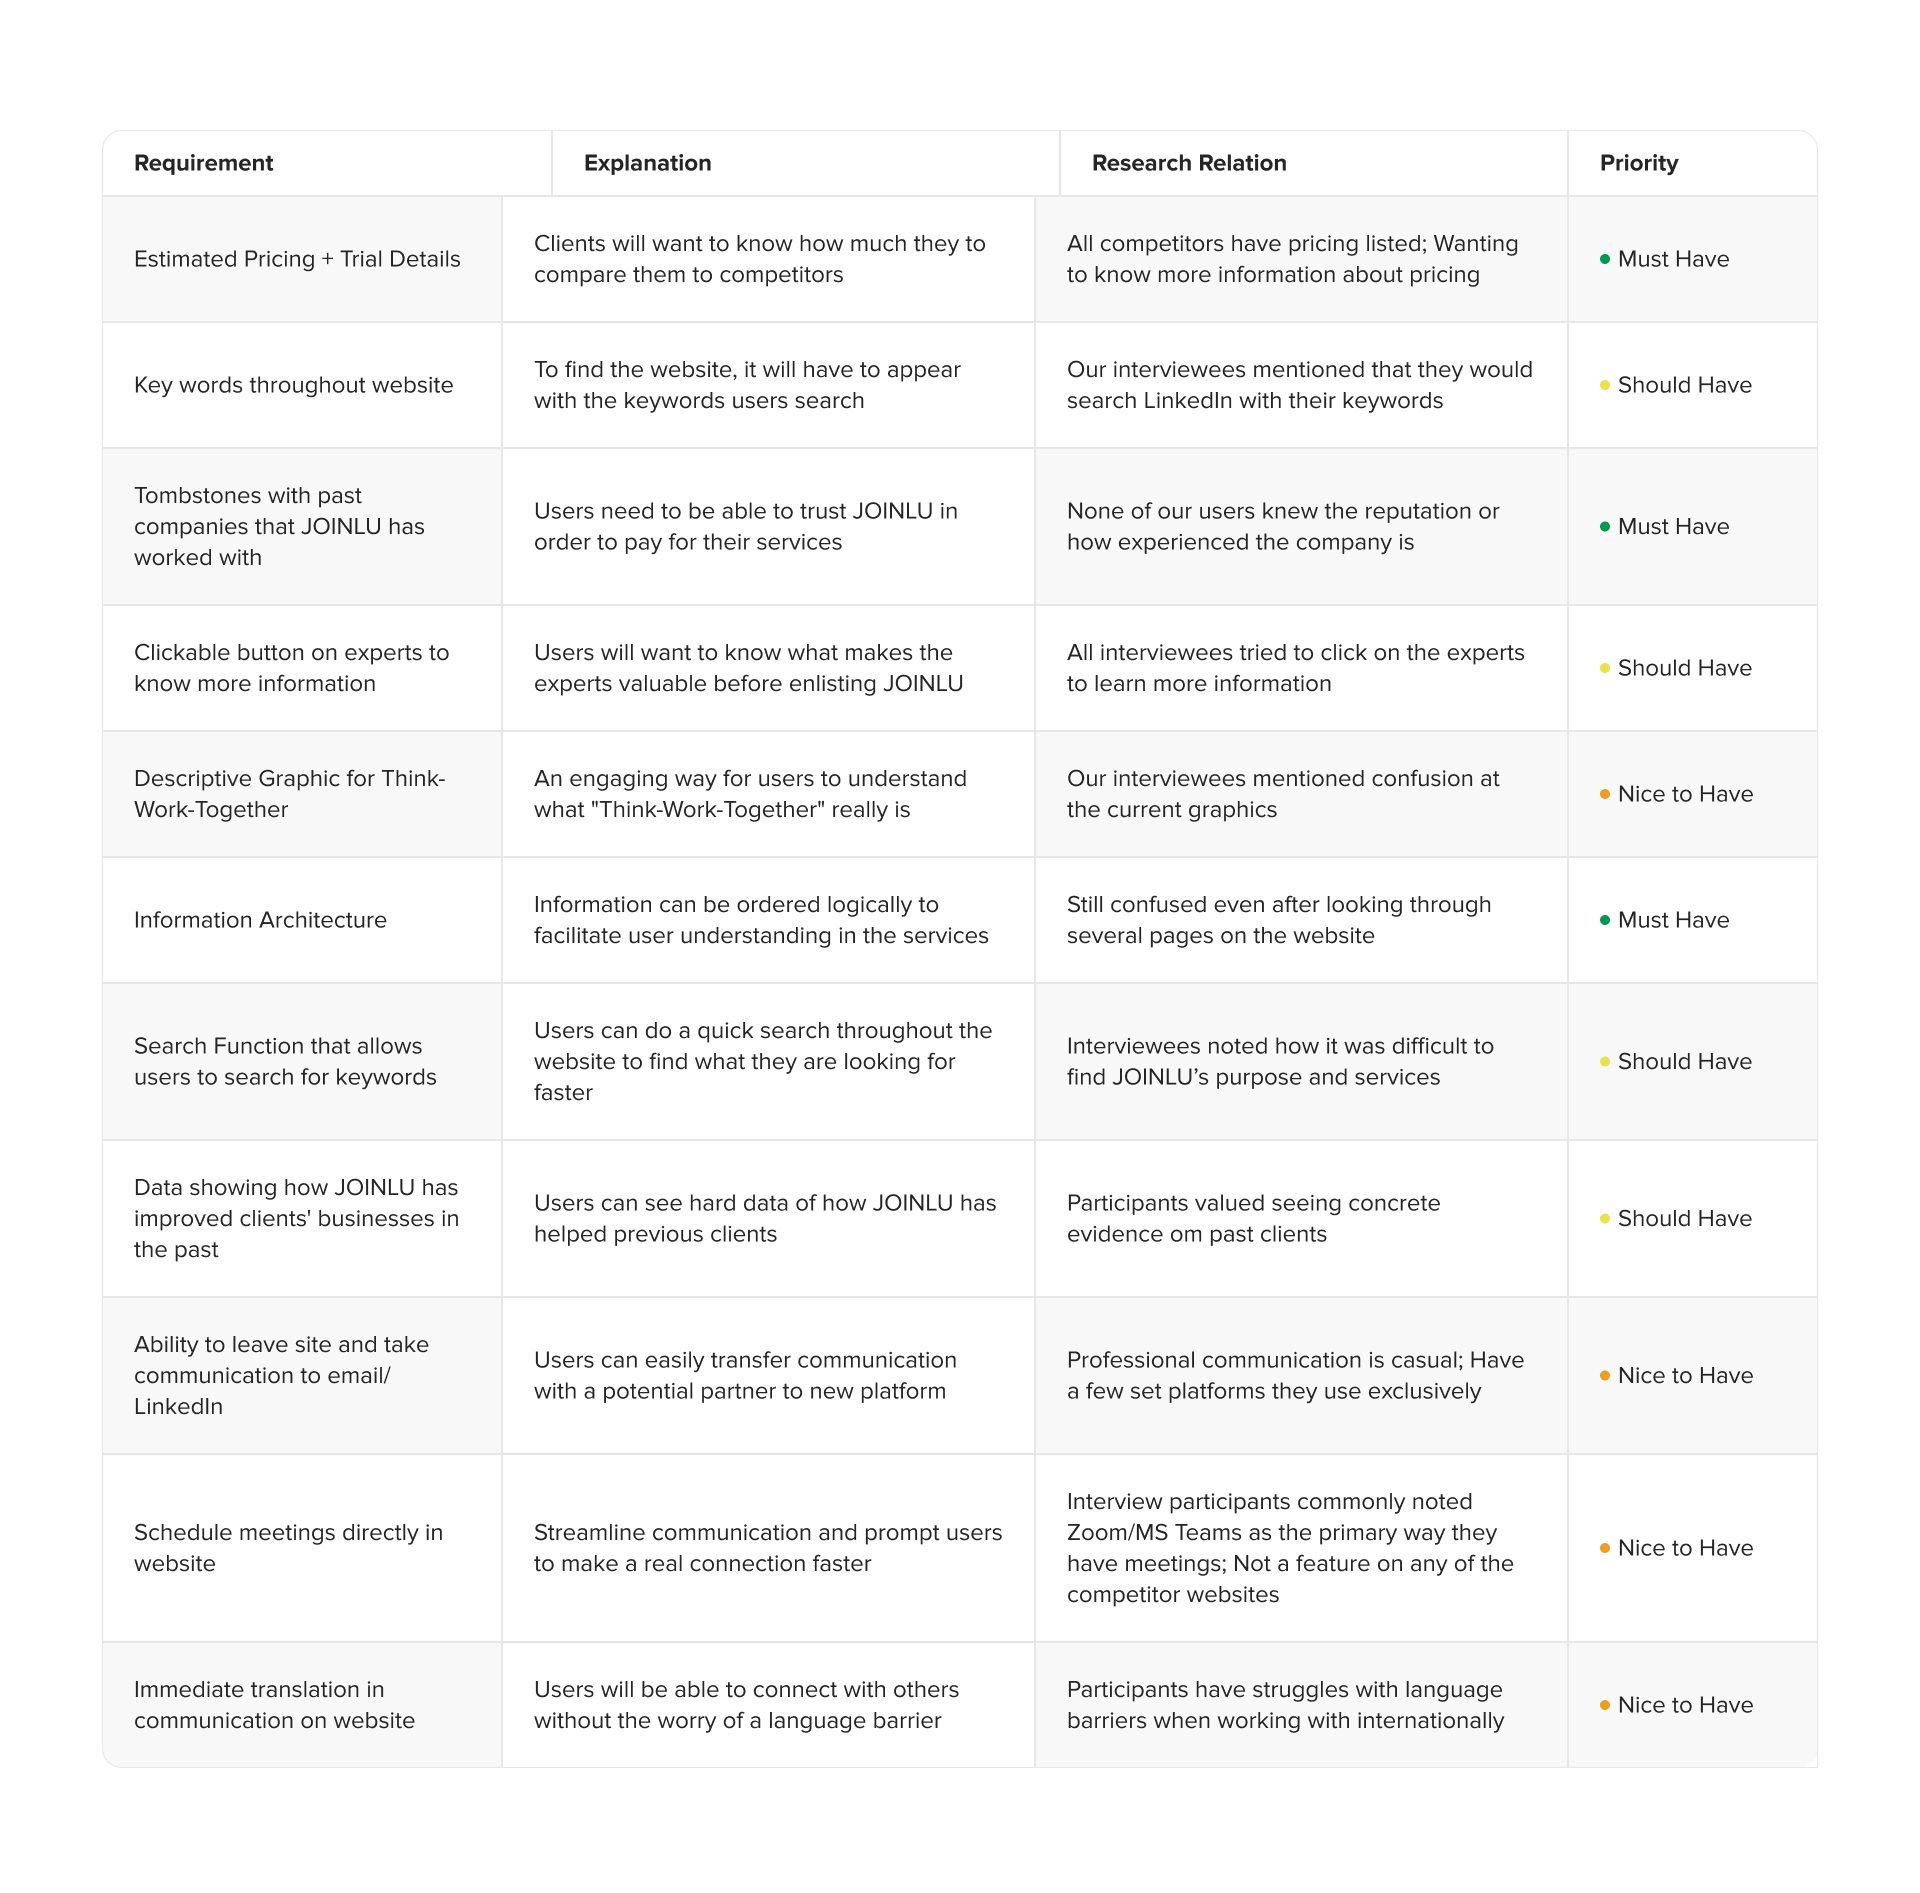 Requirement
Explanation
Research Relation
Priority
Estimated Pricing + Trial Details
Clients will want to know how much they to
compare them to competitors
All competitors have pricing listed; Wanting
to know more information about pricing
Must Have
Key words throughout website
To find the website, it will have to appear
with the keywords users search
Our interviewees mentioned that they would
search LinkedIn with their keywords
Should Have
Tombstones with past
companies that JOINLU has
worked with
Users need to be able to trust JOINLU in
order to pay for their services
None of our users knew the reputation or
how experienced the company is
Must Have
Clickable button on experts to
know more information
Users will want to know what makes the
experts valuable before enlisting JOINLU
All interviewees tried to click on the experts
to learn more information
Should Have
Descriptive Graphic for Think-
Work-Together
An engaging way for users to understand
what "Think-Work-Together" really is
Our interviewees mentioned confusion at
the current graphics
Nice to Have
Information Architecture
Information can be ordered logically to
facilitate user understanding in the services
Still confused even after looking through
several pages on the website
Must Have
Search Function that allows
users to search for keywords
Users can do a quick search throughout the
website to find what they are looking for
faster
Interviewees noted how it was difficult to
find JOINLU’s purpose and services
Should Have
Data showing how JOINLU has
improved clients' businesses in
the past
Users can see hard data of how JOINLU has
helped previous clients
Participants valued seeing concrete
evidence om past clients
Should Have
Ability to leave site and take
communication to email/
LinkedIn
Users can easily transfer communication
with a potential partner to new platform
Professional communication is casual; Have
a few set platforms they use exclusively
Nice to Have
Schedule meetings directly in
website
Streamline communication and prompt users
to make a real connection faster
Interview participants commonly noted
Zoom/MS Teams as the primary way they
have meetings; Not a feature on any of the
competitor websites
Nice to Have
Immediate translation in
communication on website
Users will be able to connect with others
without the worry of a language barrier
Participants have struggles with language
barriers when working with internationally
Nice to Have